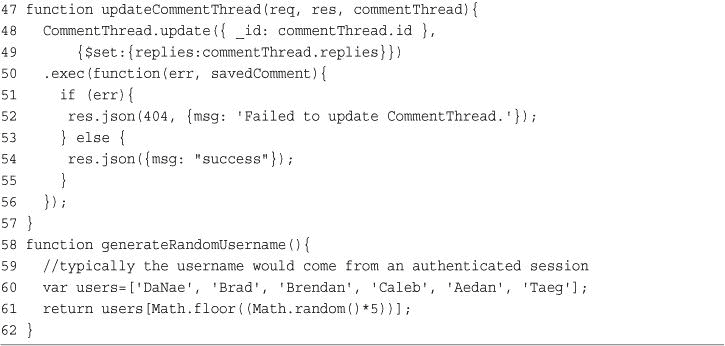 47 function updateCommentThread(req, res, commentThread){
48   CommentThread.update({ _id: commentThread.id },
49       {$set:{replies:commentThread.replies}})
50   .exec(function(err, savedComment){
51     if (err){
52      res.json(404, {msg: 'Failed to update CommentThread.'});
53     } else {
54      res.json({msg: "success"});
55     }
56   });
57 }
58 function generateRandomUsername(){
59   //typically the username would come from an authenticated session
60   var users=['DaNae', 'Brad', 'Brendan', 'Caleb', 'Aedan', 'Taeg'];
61   return users[Math.floor((Math.random()*5))];
62 }